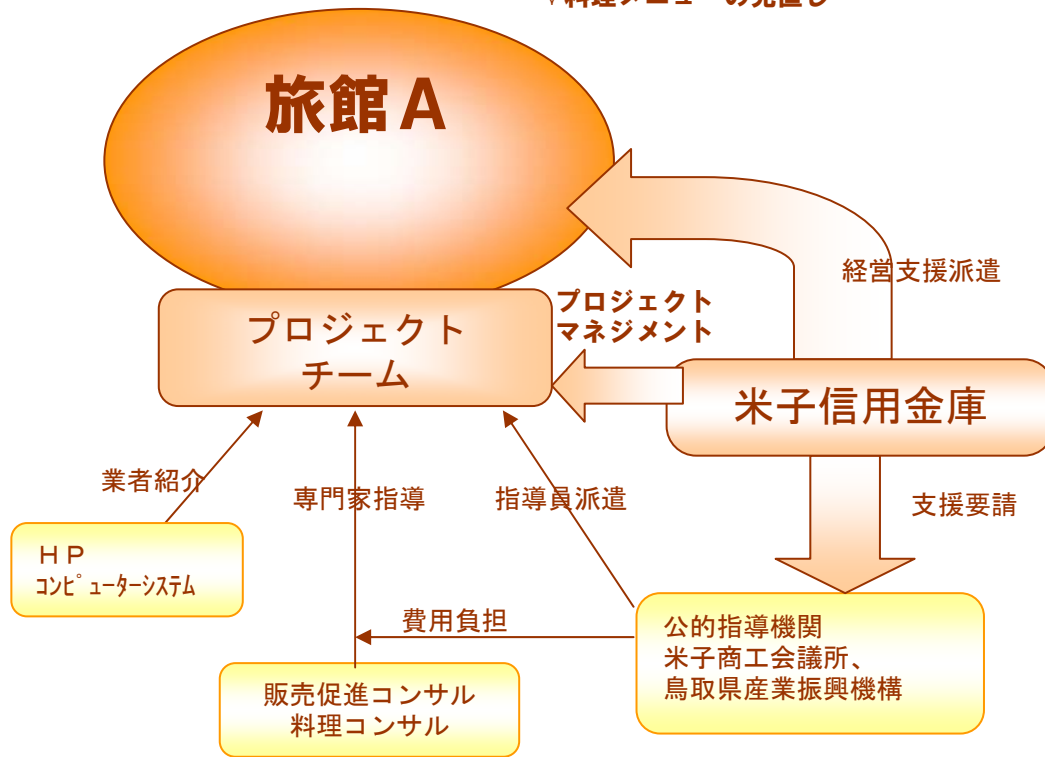 旅館A
経営支援派遣
プロジェクト
マネジメント
プロジェクト
チーム
米子信用金庫
業者紹介
専門家指導
指導員派遣
支援要請
HP
コンピューターシステム
費用負担
公的指導機関
米子商工会議所、
鳥取県産業振興機構
販売促進コンサル
料理コンサル